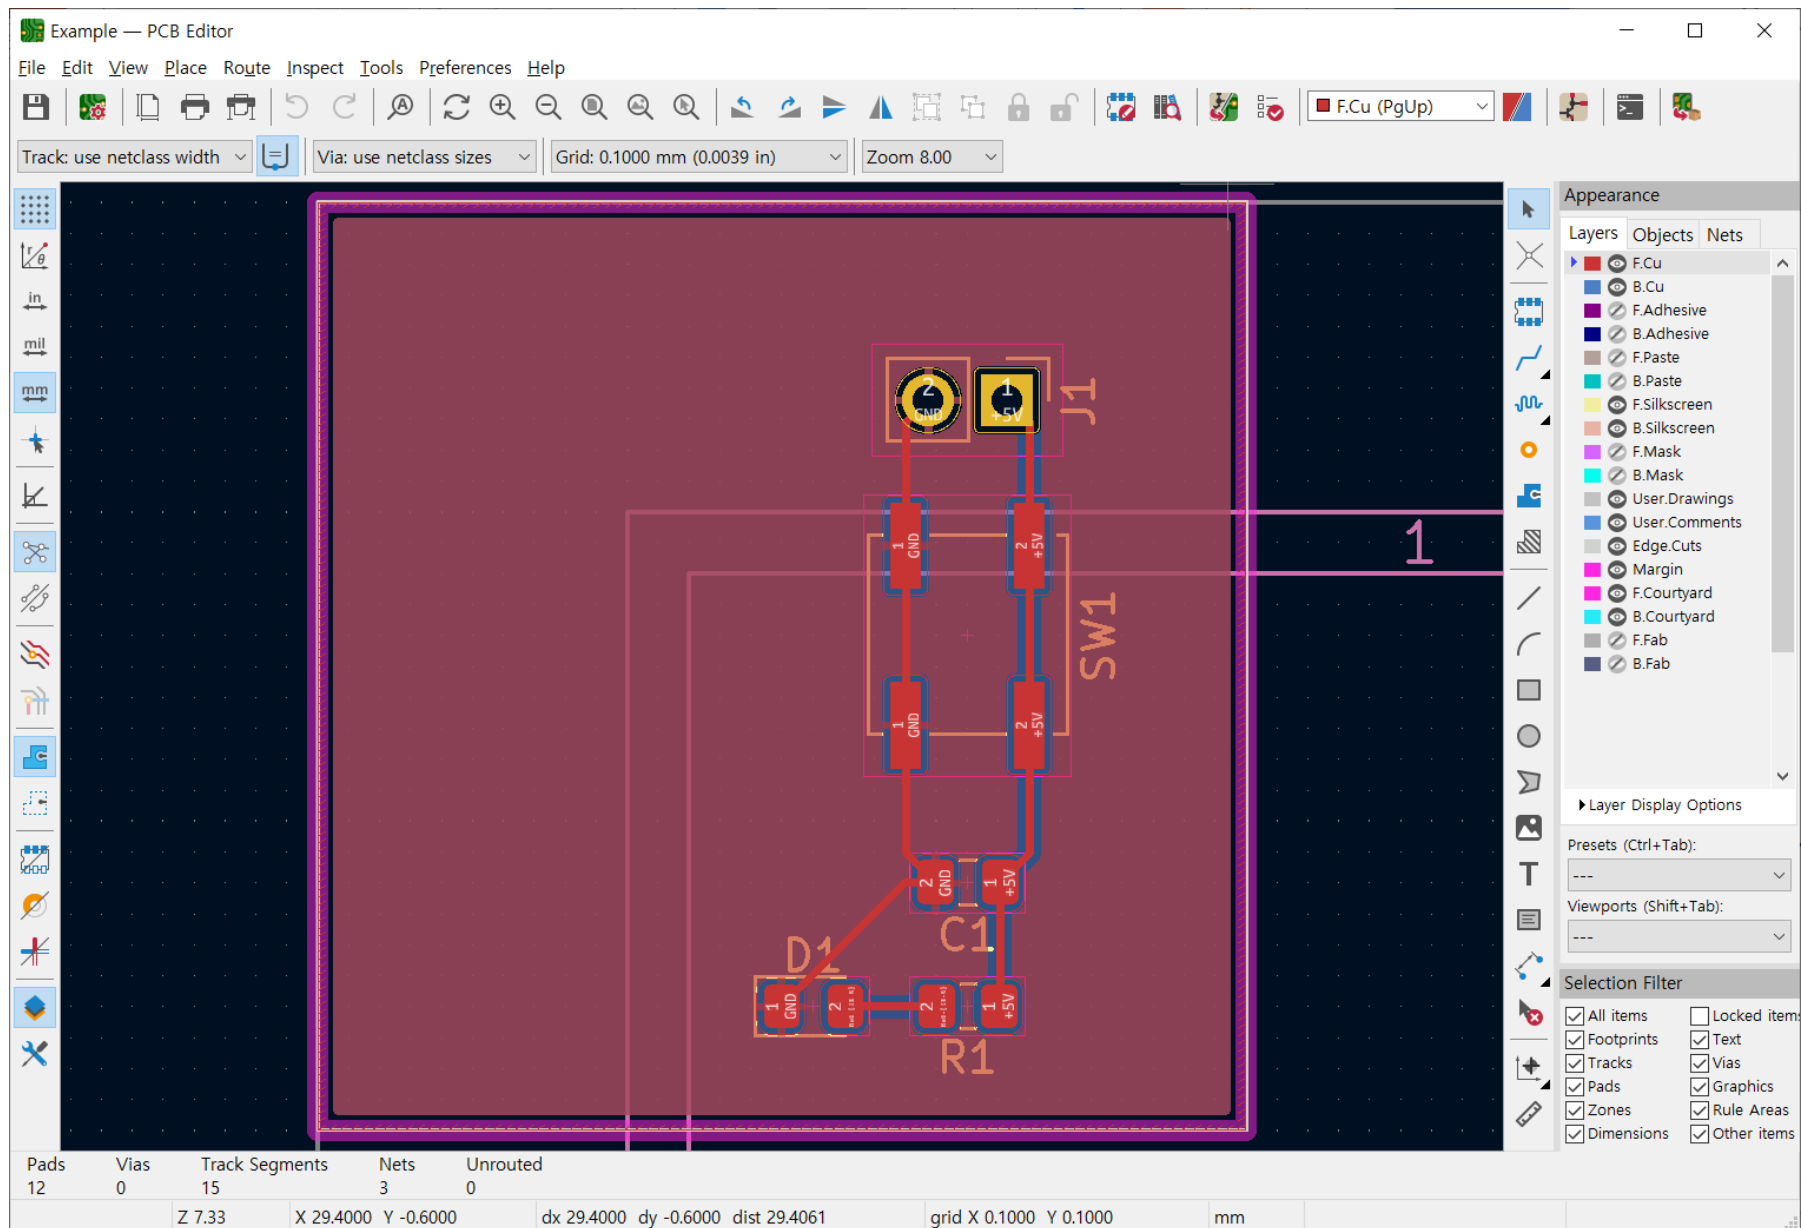 Example — PCB Editor
File Edit View Place Route Inspect Tools Preferences Help
F.Cu (PgUp)
Track: use netclass width Via: use netclass sizes Grid: 0.1000 mm (0.0039 in) Zoom 8.00
in
mil
mm
2 GND 1 +5V J1
1
1 GND 2 +5V
SW1
1 GND 2 +5V
2 GND 1 +5V
C1
D1
1 GND 2 2 1 +5V
R1
Appearance
Layers Objects Nets
F.Cu
B.Cu
F.Adhesive
B.Adhesive
F.Paste
B.Paste
F.Silkscreen
B.Silkscreen
F.Mask
B.Mask
User.Drawings
User.Comments
Edge.Cuts
Margin
F.Courtyard
B.Courtyard
F.Fab
B.Fab
Layer Display Options
Presets (Ctrl+Tab):
---
Viewports (Shift+Tab):
---
Selection Filter
All items Locked items
Footprints Text
Tracks Vias
Pads Graphics
Zones Rule Areas
Dimensions Other items
Pads Vias Track Segments Nets Unrouted
12 0 15 3 0
Z 7.33 X 29.4000 Y -0.6000 dx 29.4000 dy -0.6000 dist 29.4061 grid X 0.1000 Y 0.1000 mm